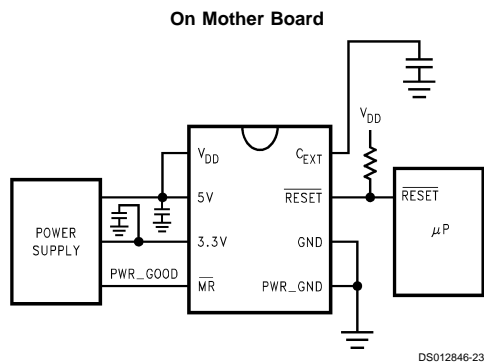 On Mother Board
V_DD
V_DD
C_EXT
5V
RESET
RESET
3.3V
GND
μP
POWER
SUPPLY
PWR_GOOD
MR
PWR_GND
DS012846-23